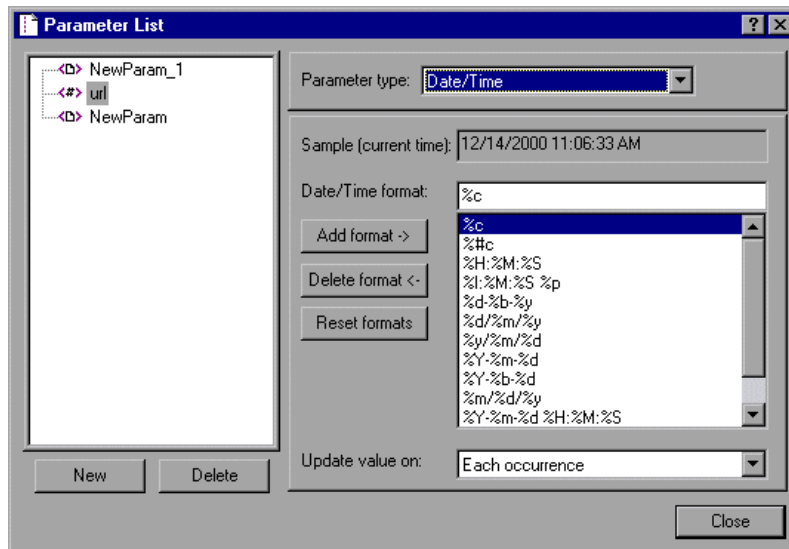 Parameter List
<D> NewParam_1
<#> url
<D> NewParam
New
Delete
Parameter type: Date/Time
Sample (current time): 12/14/2000 11:06:33 AM
Date/Time format: %c
Add format ->
Delete format <-
Reset formats
%c
%#c
%H:%M:%S
%I:%M:%S %p
%d-%b-%y
%d/%m/%y
%y/%m/%d
%Y-%m-%d
%Y-%b-%d
%m/%d/%y
%Y-%m-%d %H:%M:%S
Update value on: Each occurrence
Close